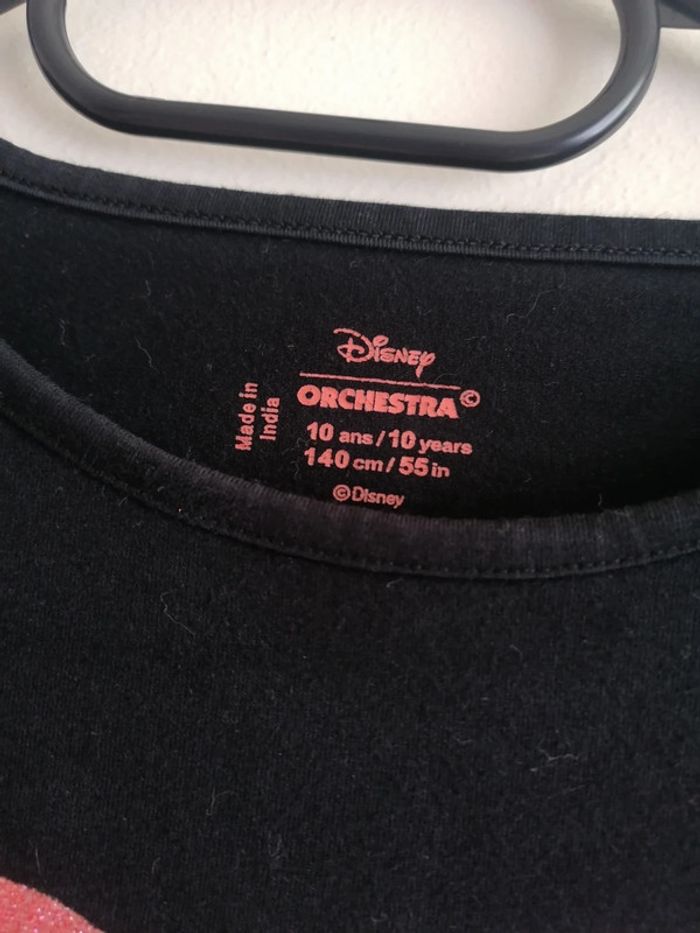 Disney
ORCHESTRA©
10 ans / 10 years
140 cm / 55 in
©Disney
Made in
India